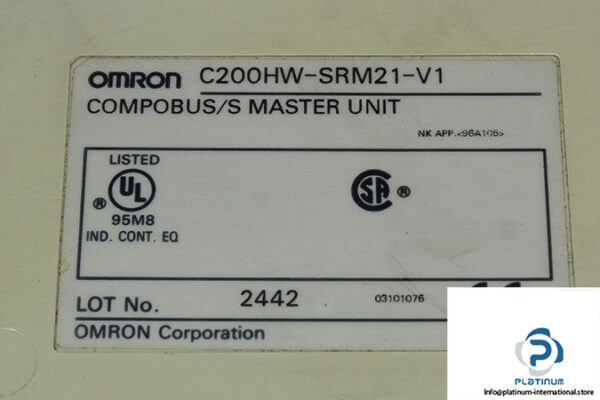 OMRON C200HW-SRM21-V1
COMPOBUS/S MASTER UNIT
NK APP.<96A105>
LISTED
UL ®
95M8
IND. CONT. EQ
SA ®
LOT No. 2442 03101076
OMRON Corporation
PLATINUM
Info@platinum-international.store